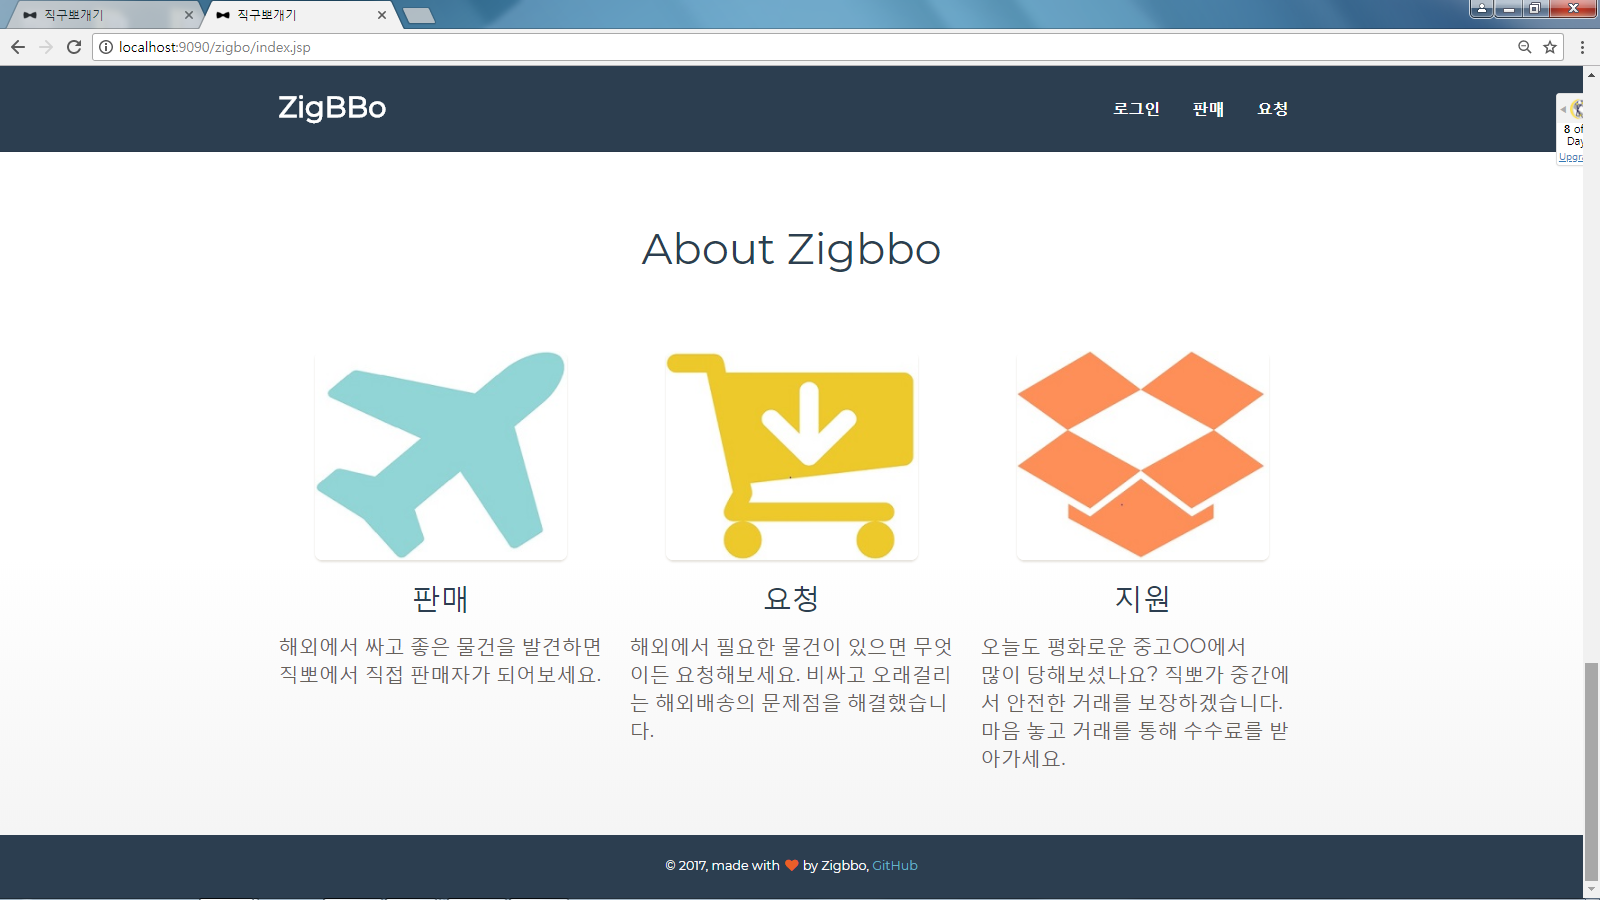 직구뽀개기
직구뽀개기
localhost:9090/zigbo/index.jsp
ZigBBo
로그인 판매 요청
8 of
Day
About Zigbbo
판매
해외에서 싸고 좋은 물건을 발견하면
직뽀에서 직접 판매자가 되어보세요.
요청
해외에서 필요한 물건이 있으면 무엇
이든 요청해보세요. 비싸고 오래걸리
는 해외배송의 문제점을 해결했습니
다.
지원
오늘도 평화로운 중고〇〇에서
많이 당해보셨나요? 직뽀가 중간에
서 안전한 거래를 보장하겠습니다.
마음 놓고 거래를 통해 수수료를 받
아가세요.
© 2017, made with ❤ by Zigbbo, GitHub